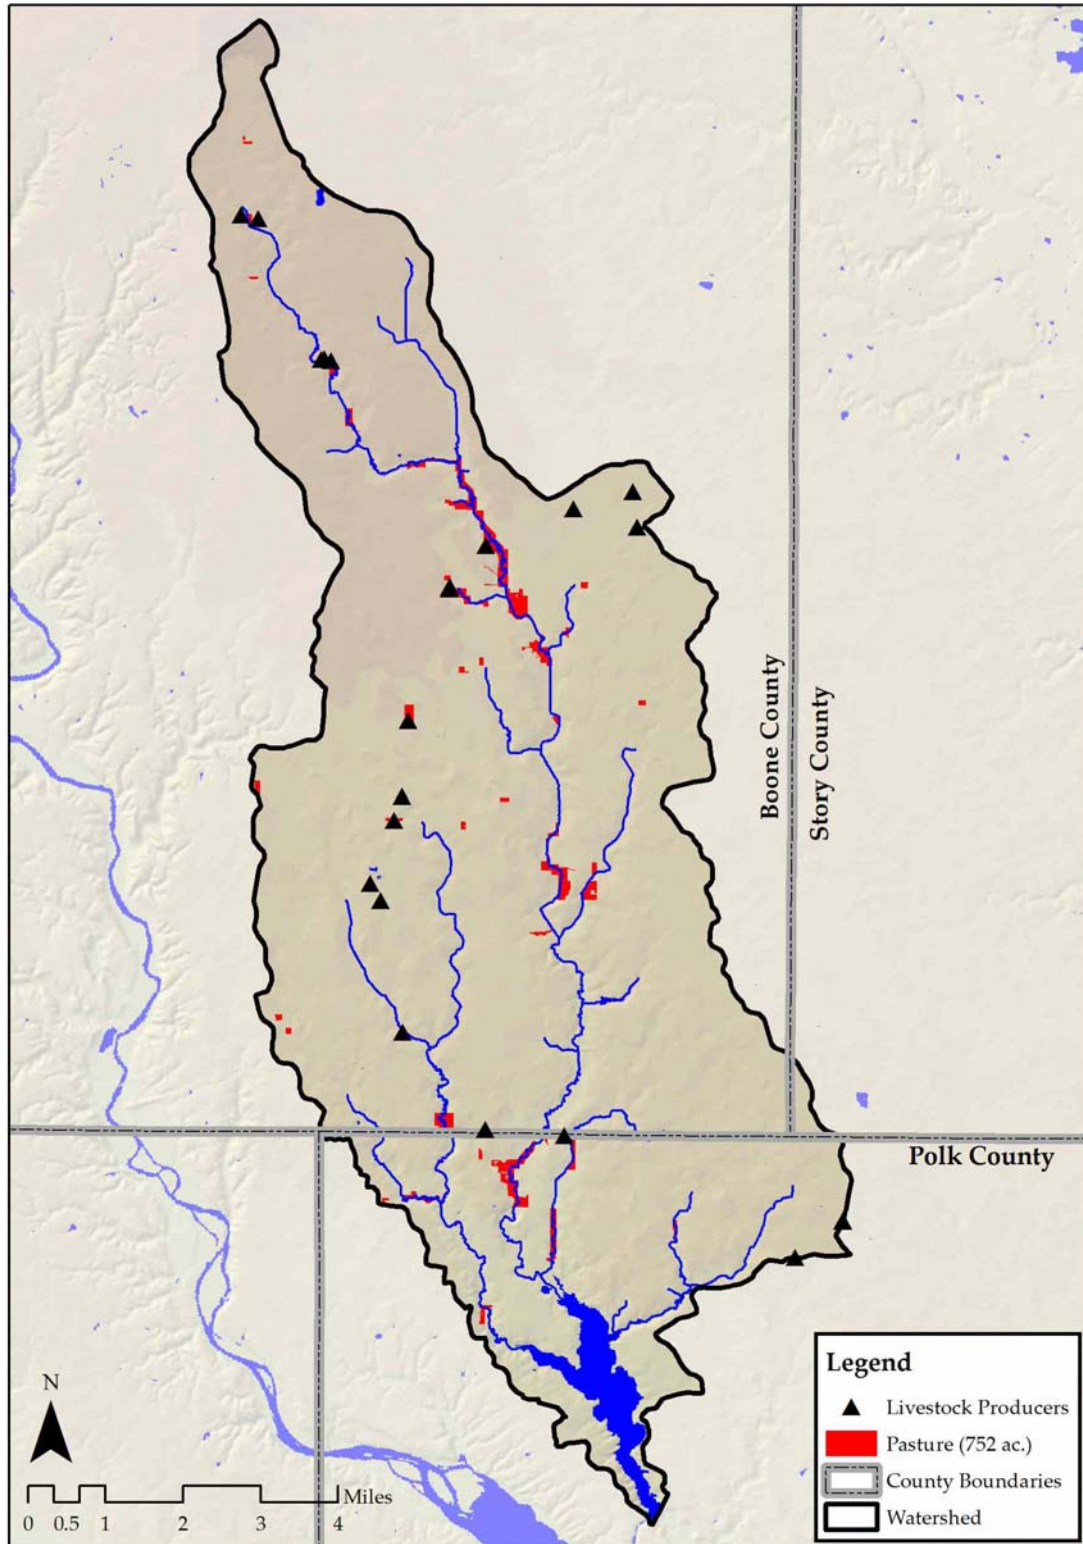 Boone County
Story County
Polk County
N
Miles
0 0.5 1 2 3 4
Legend
Livestock Producers
Pasture (752 ac.)
County Boundaries
Watershed